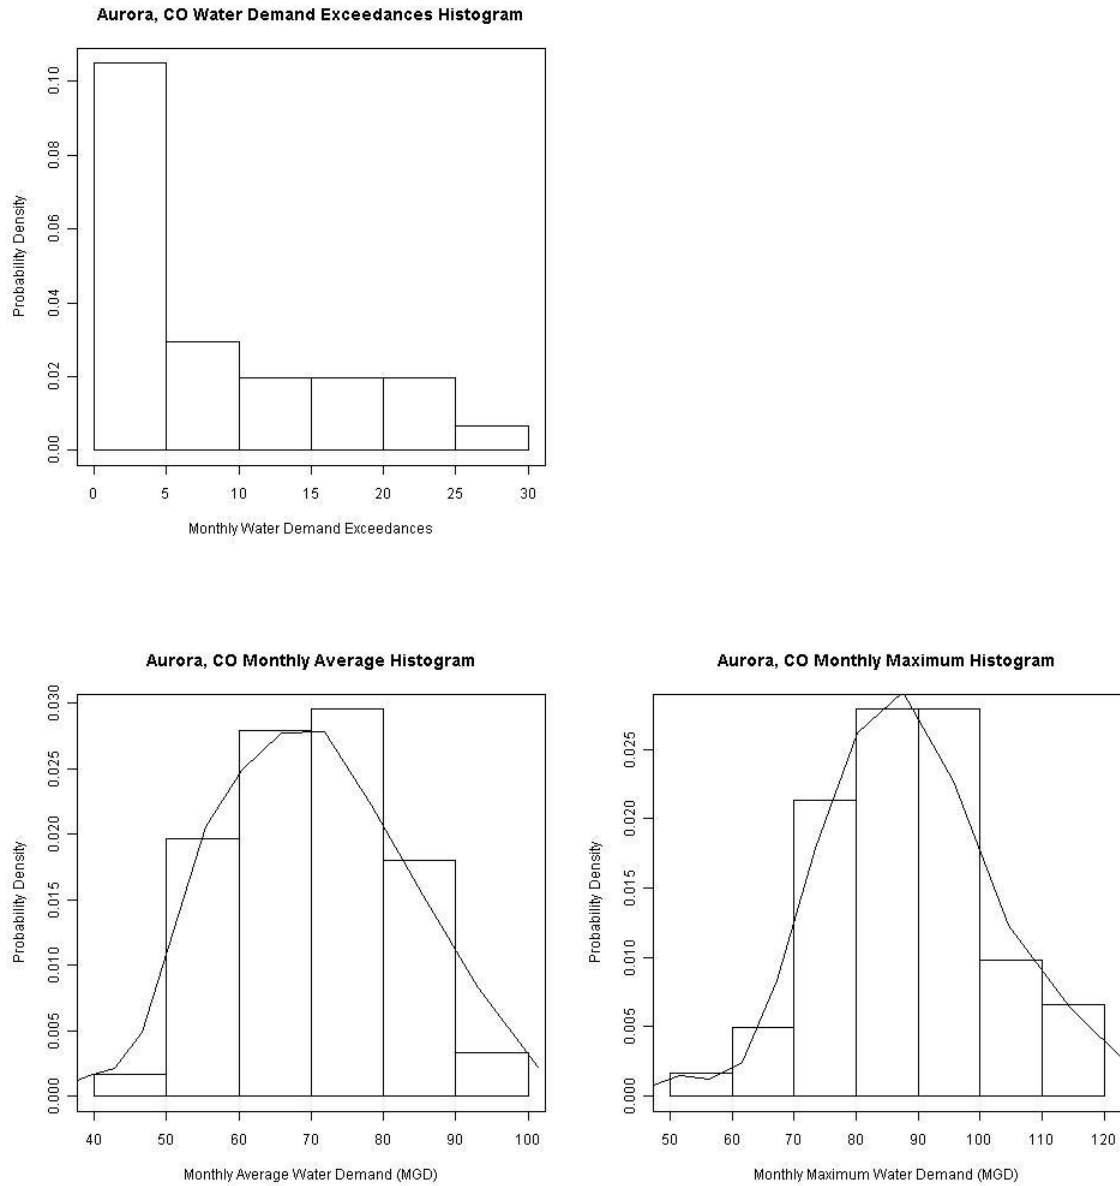 Aurora, CO Water Demand Exceedances Histogram
Probability Density
0.10
0.08
0.06
0.04
0.02
0.00
0 5 10 15 20 25 30
Monthly Water Demand Exceedances
Aurora, CO Monthly Average Histogram
Probability Density
0.030
0.025
0.020
0.015
0.010
0.005
0.000
40 50 60 70 80 90 100
Monthly Average Water Demand (MGD)
Aurora, CO Monthly Maximum Histogram
Probability Density
0.025
0.020
0.015
0.010
0.005
0.000
50 60 70 80 90 100 110 120
Monthly Maximum Water Demand (MGD)